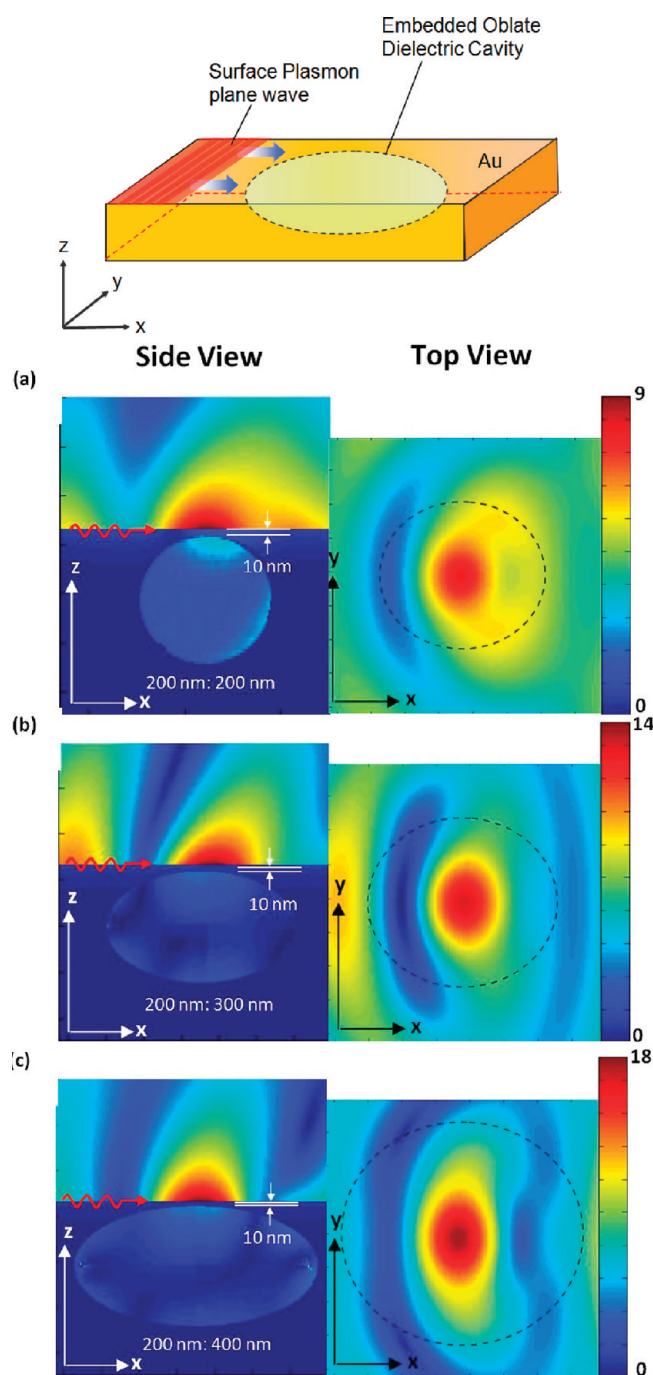 Embedded Oblate
Dielectric Cavity
Surface Plasmon
plane wave
Au
z
y
x
Side View
Top View
(a)
9
10 nm
z
y
200 nm: 200 nm
x
x
0
(b)
14
10 nm
z
y
200 nm: 300 nm
x
x
0
(c)
18
10 nm
z
y
200 nm: 400 nm
x
x
0